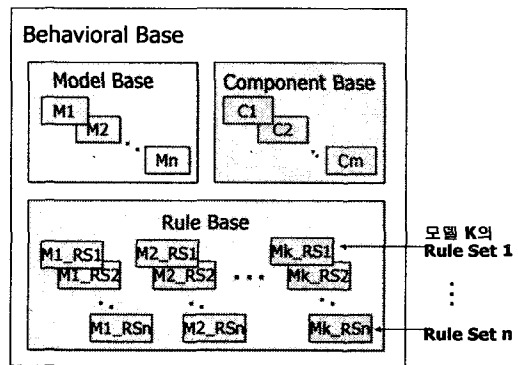 Behavioral Base
Model Base
M1
M2
Mn
Component Base
C1
C2
Cm
Rule Base
M1_RS1
M1_RS2
M1_RSn
M2_RS1
M2_RS2
M2_RSn
Mk_RS1
Mk_RS2
Mk_RSn
모델 K의
Rule Set 1
Rule Set n